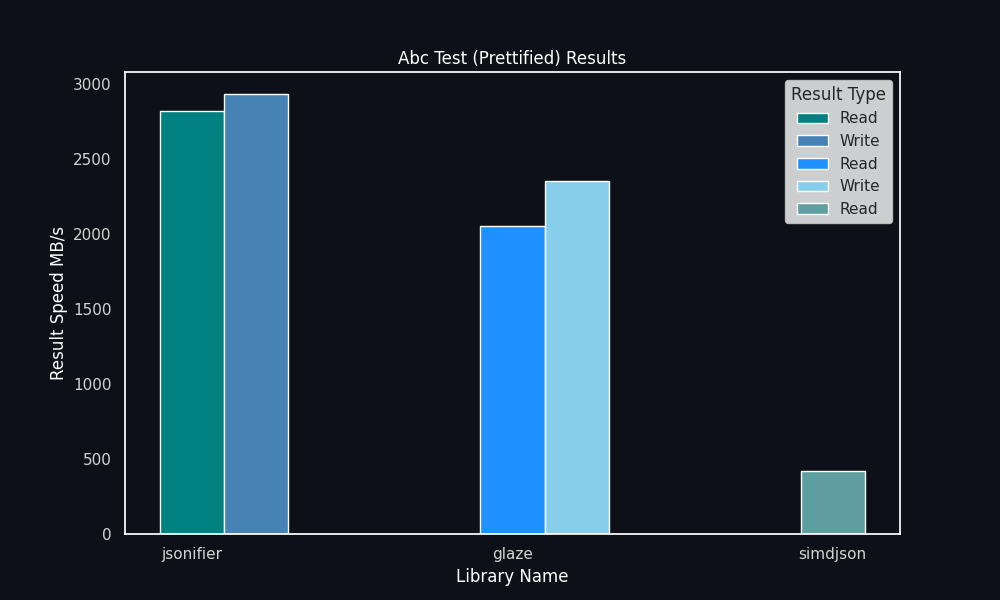 Abc Test (Prettified) Results
Result Speed MB/s
3000
2500
2000
1500
1000
500
0
Result Type
Read
Write
Read
Write
Read
jsonifier
glaze
simdjson
Library Name